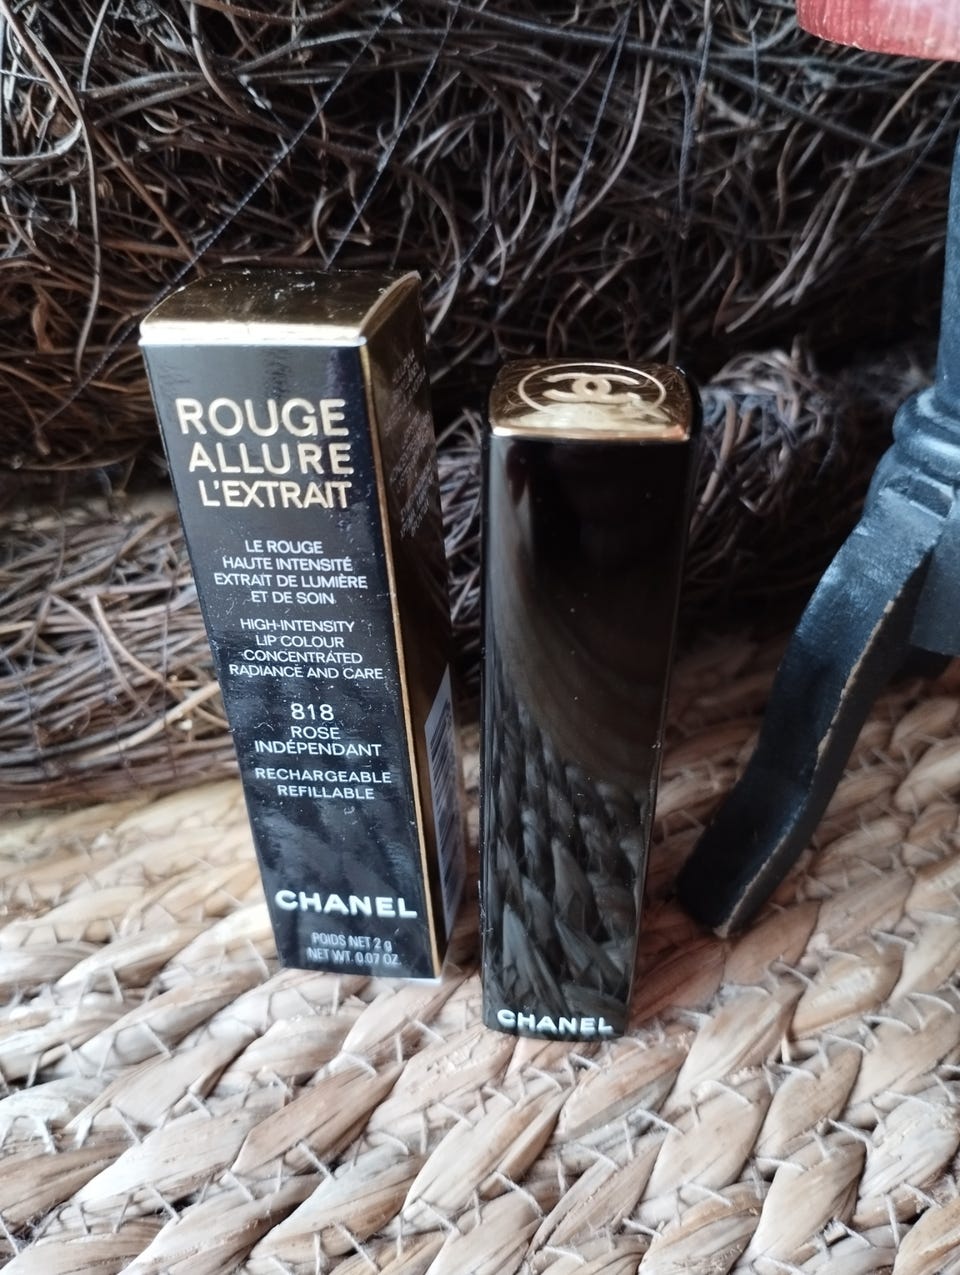 ROUGE
ALLURE
L'EXTRAIT
LE ROUGE
HAUTE INTENSITÉ
EXTRAIT DE LUMIÈRE
ET DE SOIN
HIGH-INTENSITY
LIP COLOUR
CONCENTRATED
RADIANCE AND CARE
818
ROSE
INDÉPENDANT
RECHARGEABLE
REFILLABLE
CHANEL
POIDS NET 2 g
NET WT. 0.07 OZ.
CHANEL